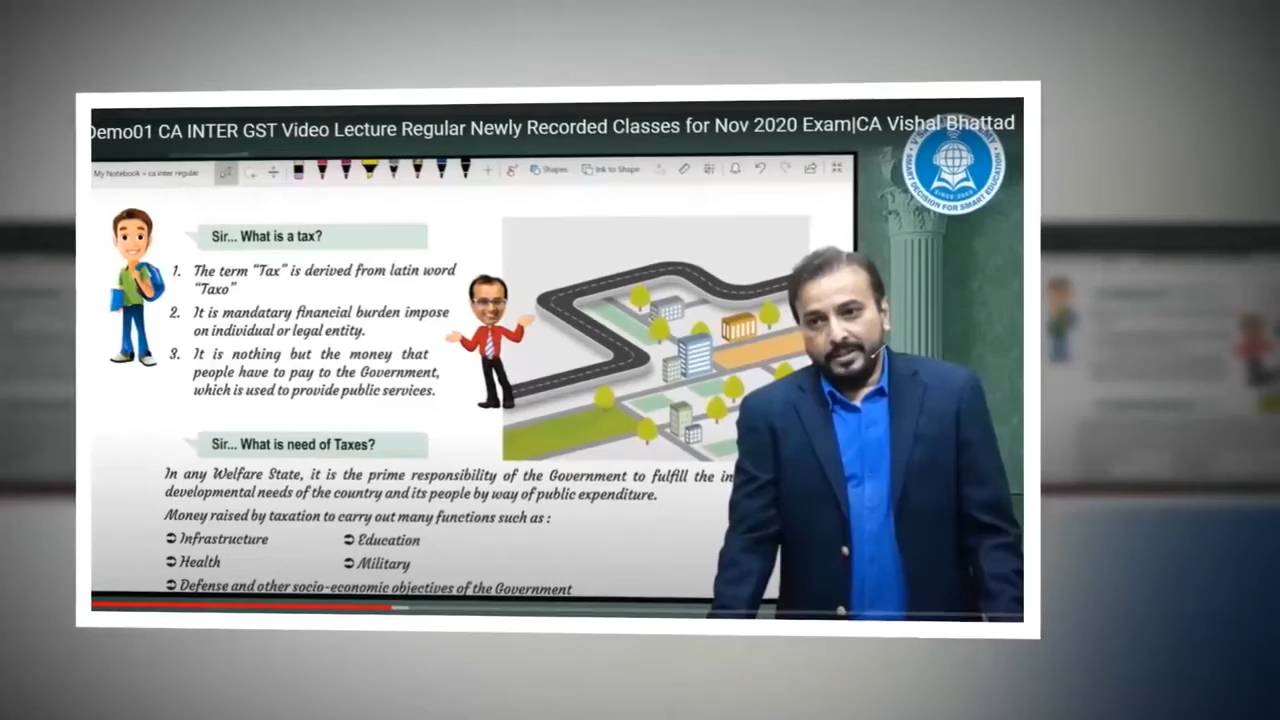 Demo01 CA INTER GST Video Lecture Regular Newly Recorded Classes for Nov 2020 Exam|CA Vishal Bhattad
SMART DECISION FOR SMART EDUCATION
SINCE 2003
My Notebook » ca inter regular
Shapes
Ink to Shape
Sir... What is a tax?
1. The term “Tax” is derived from latin word
“Taxo”
2. It is mandatary financial burden impose
on individual or legal entity.
3. It is nothing but the money that
people have to pay to the Government,
which is used to provide public services.
Sir... What is need of Taxes?
In any Welfare State, it is the prime responsibility of the Government to fulfill the in
developmental needs of the country and its people by way of public expenditure.
Money raised by taxation to carry out many functions such as :
➲ Infrastructure ➲ Education
➲ Health ➲ Military
➲ Defense and other socio-economic objectives of the Government